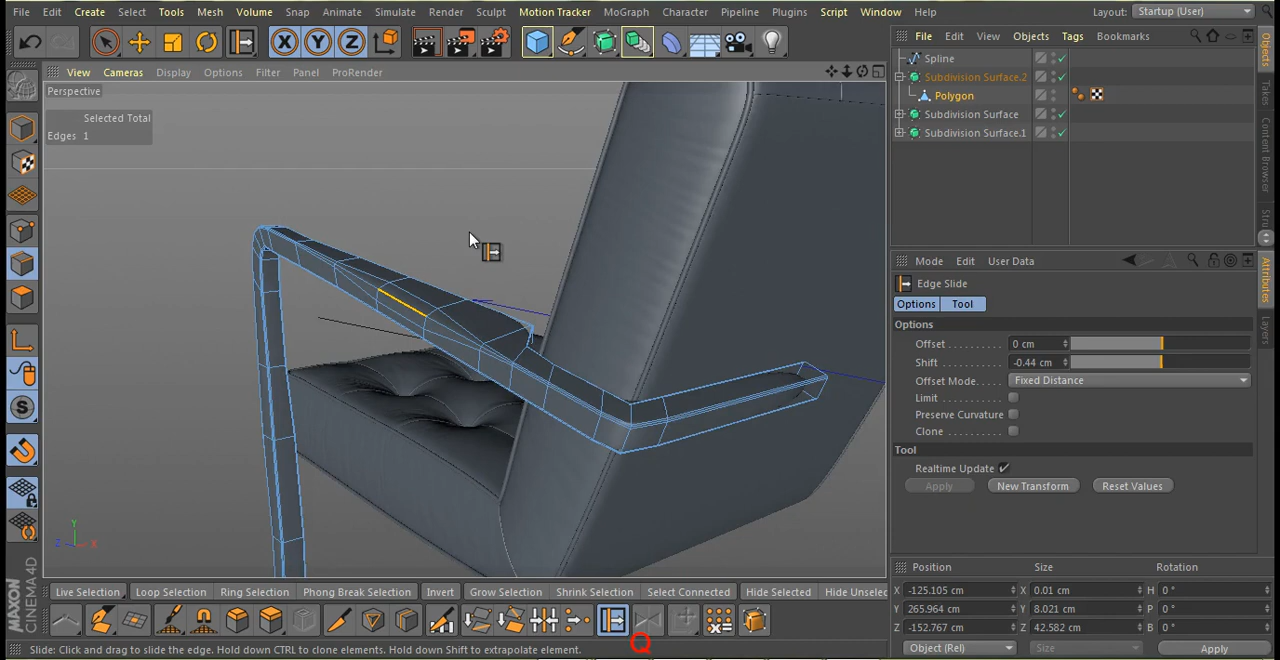 File Edit Create Select Tools Mesh Volume Snap Animate Simulate Render Sculpt Motion Tracker MoGraph Character Pipeline Plugins Script Window Help Layout: Startup (User)
View Cameras Display Options Filter Panel ProRender
Perspective
Selected Total
Edges 1
File Edit View Objects Tags Bookmarks
Spline
Subdivision Surface.2
Polygon
Subdivision Surface
Subdivision Surface.1
Objects
Takes
Content Browser
Attributes
Layers
Mode Edit User Data
Edge Slide
Options Tool
Options
Offset . . . . . . . . . . 0 cm
Shift . . . . . . . . . . . -0.44 cm
Offset Mode. . . . . Fixed Distance
Limit . . . . . . . . . . .
Preserve Curvature
Clone . . . . . . . . . .
Tool
Realtime Update
Apply New Transform Reset Values
Position Size Rotation
X -125.105 cm X 0.01 cm H 0 °
Y 265.964 cm Y 8.021 cm P 0 °
Z -152.767 cm Z 42.582 cm B 0 °
Object (Rel) Size Apply
Y
Z X
MAXON
CINEMA 4D
Live Selection Loop Selection Ring Selection Phong Break Selection Invert Grow Selection Shrink Selection Select Connected Hide Selected Hide Unselec
Q
Slide: Click and drag to slide the edge. Hold down CTRL to clone elements. Hold down Shift to extrapolate element.